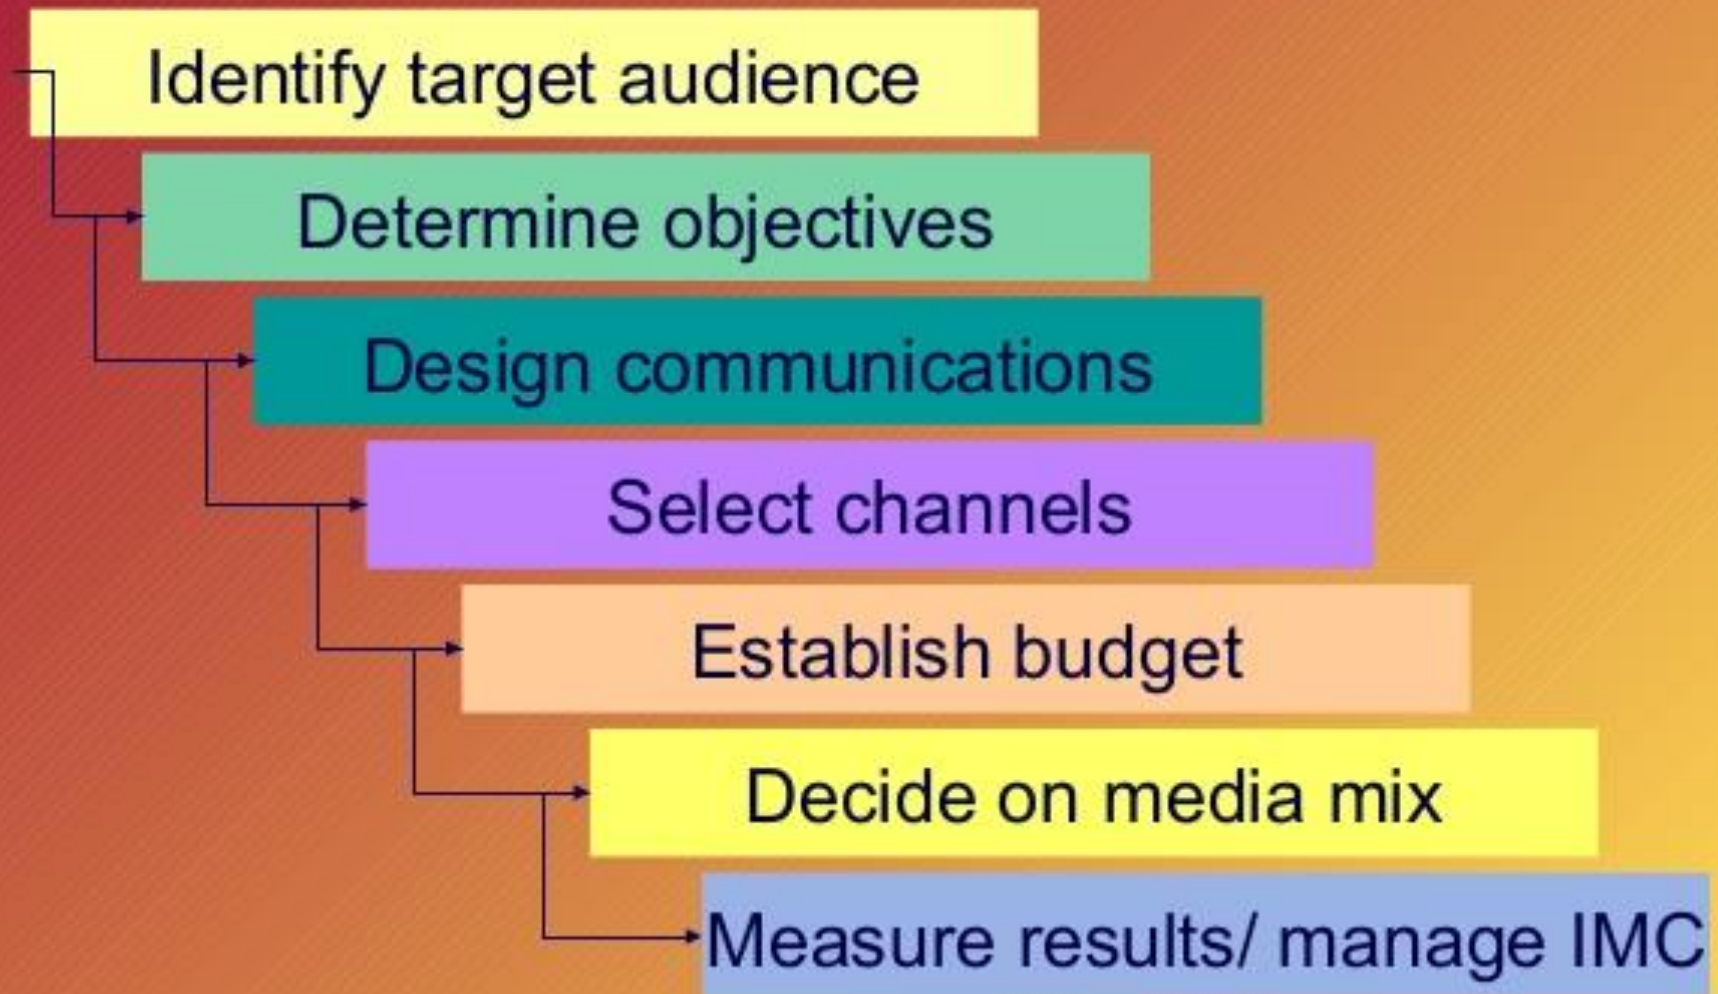 Identify target audience
Determine objectives
Design communications
Select channels
Establish budget
Decide on media mix
Measure results/ manage IMC